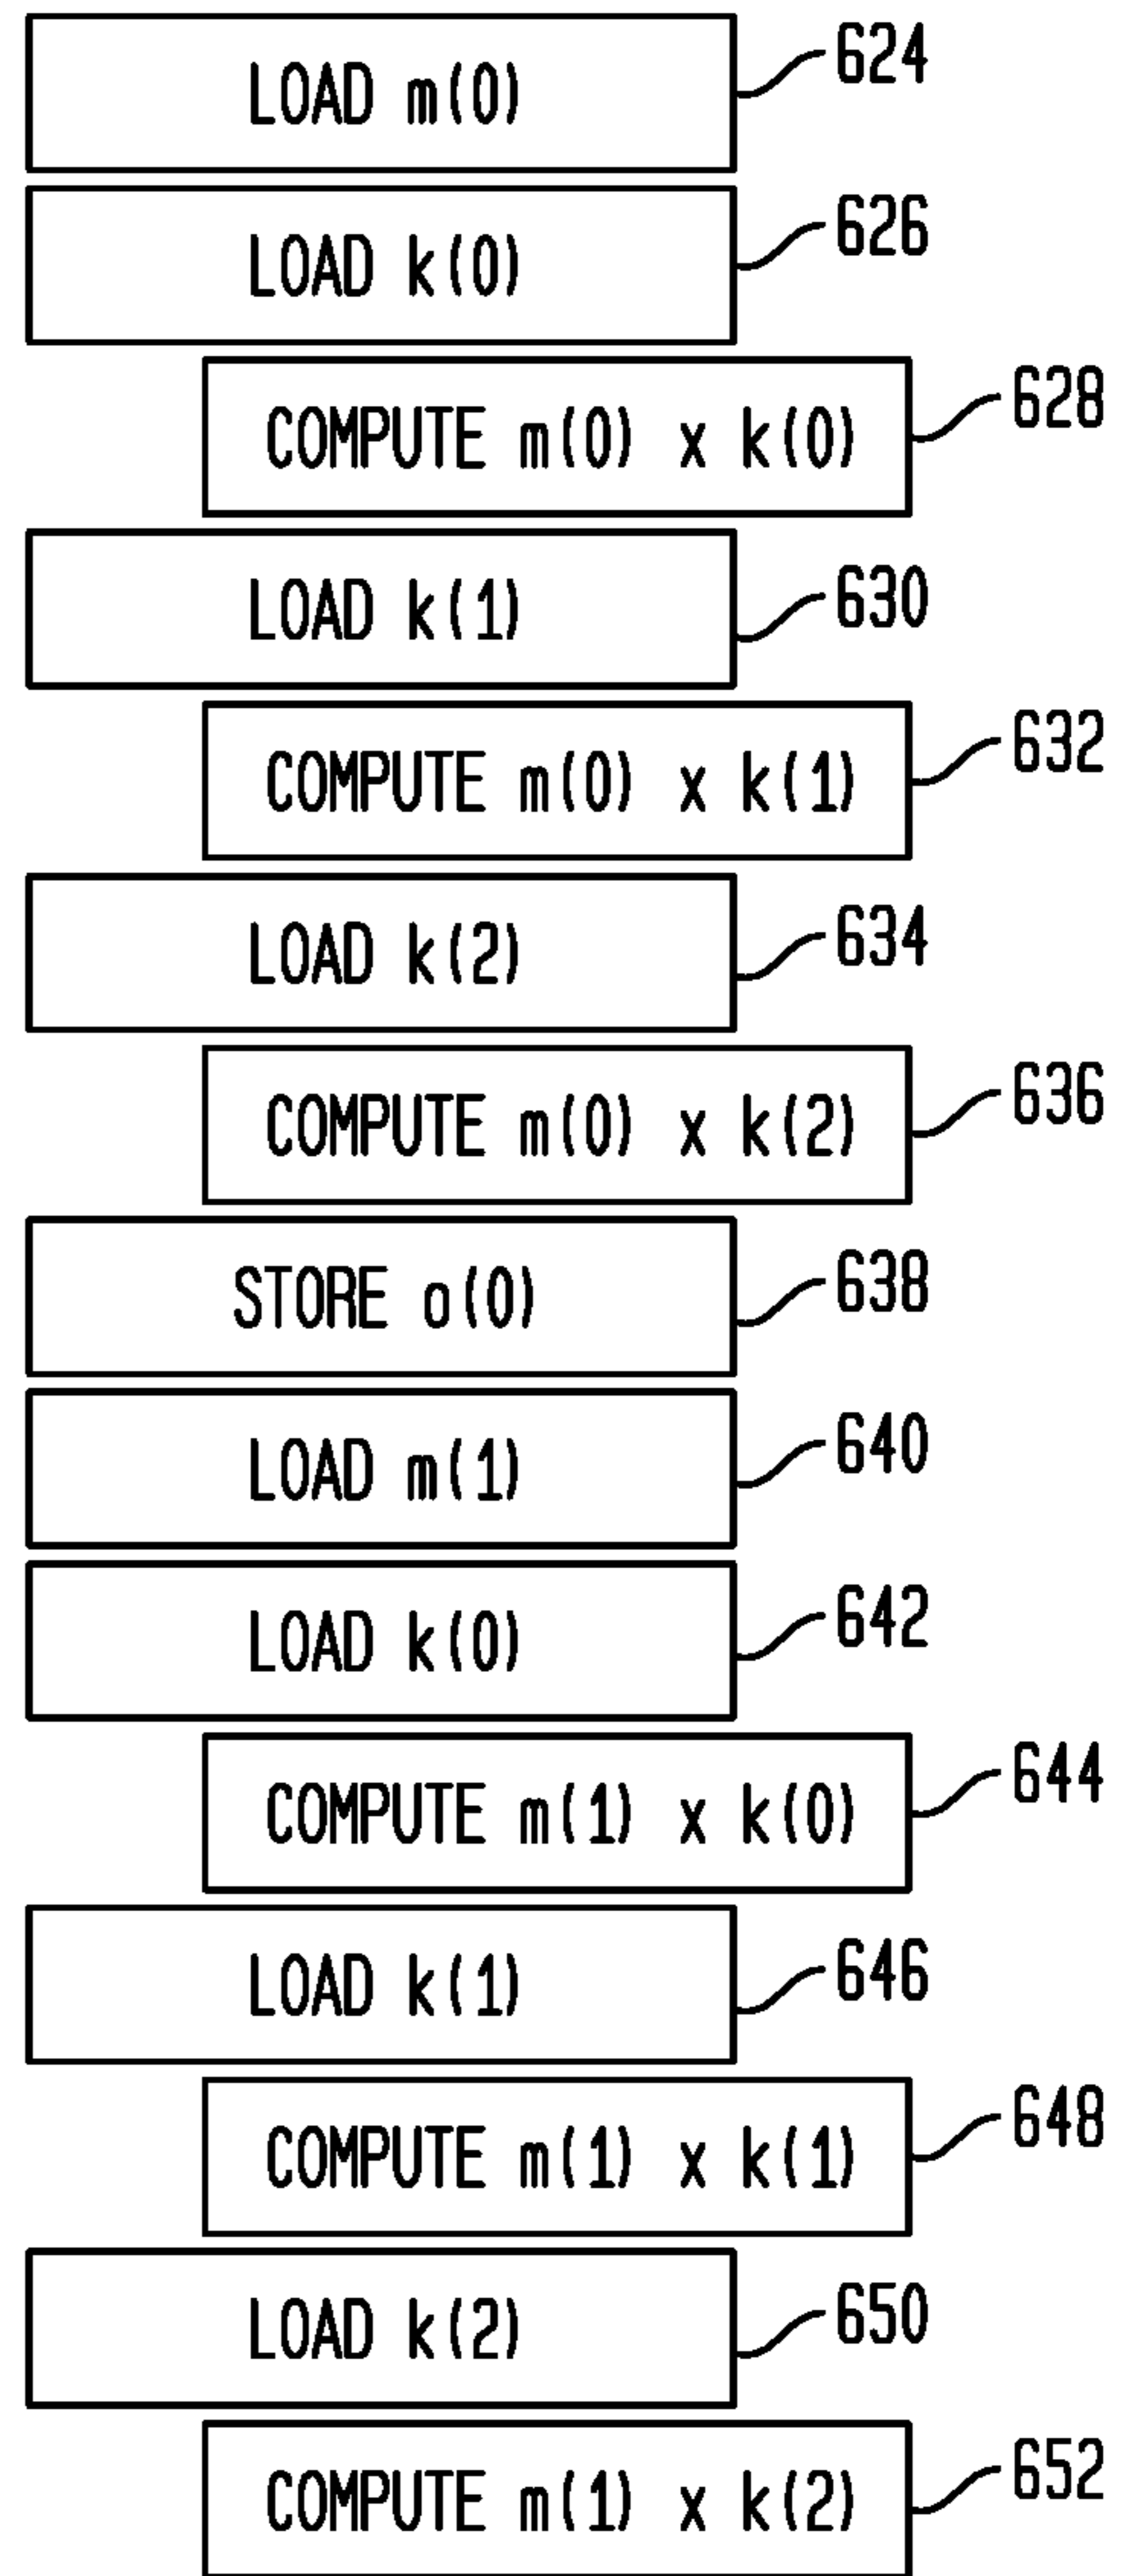 LOAD m(0) 624
LOAD k(0) 626
COMPUTE m(0) x k(0) 628
LOAD k(1) 630
COMPUTE m(0) x k(1) 632
LOAD k(2) 634
COMPUTE m(0) x k(2) 636
STORE o(0) 638
LOAD m(1) 640
LOAD k(0) 642
COMPUTE m(1) x k(0) 644
LOAD k(1) 646
COMPUTE m(1) x k(1) 648
LOAD k(2) 650
COMPUTE m(1) x k(2) 652